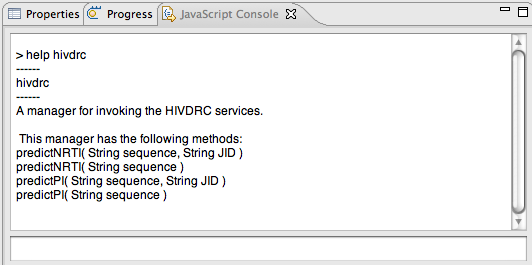 Properties Progress JavaScript Console
> help hivdrc
------
hivdrc
------
A manager for invoking the HIVDRC services.
This manager has the following methods:
predictNRTI( String sequence, String JID )
predictNRTI( String sequence )
predictPI( String sequence, String JID )
predictPI( String sequence )